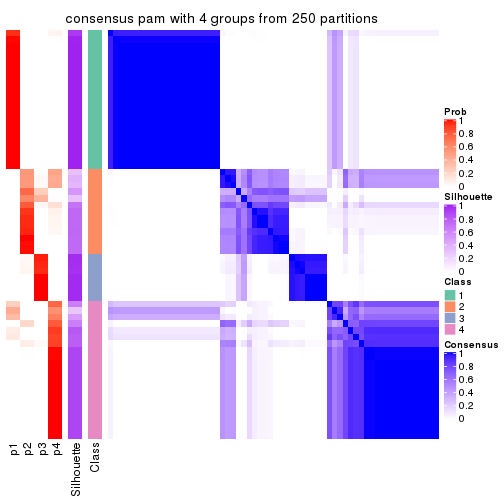 consensus pam with 4 groups from 250 partitions
Prob
1
0.8
0.6
0.4
0.2
0
Silhouette
1
0.8
0.6
0.4
0.2
0
Class
1
2
3
4
Consensus
1
0.8
0.6
0.4
0.2
0
p1
p2
p3
p4
Silhouette
Class